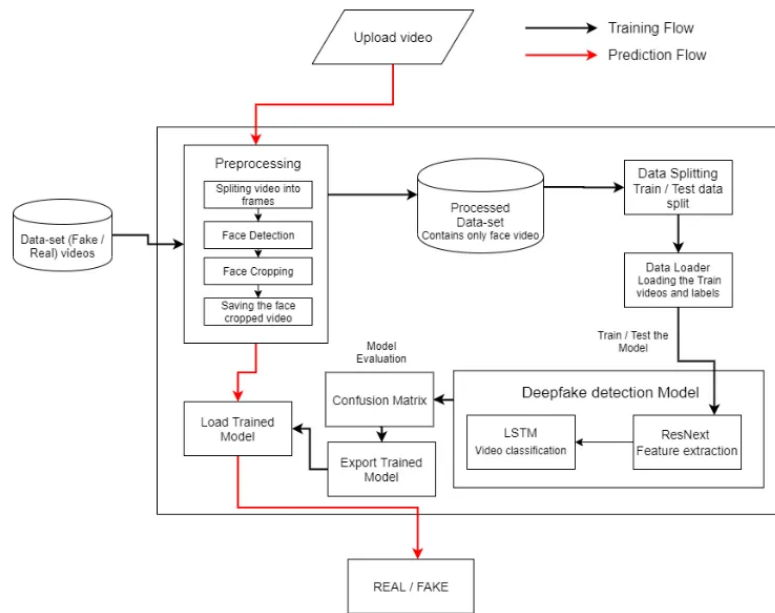 Upload video
Training Flow
Prediction Flow
Preprocessing
Spliting video into
frames
Face Detection
Face Cropping
Saving the face
cropped video
Data-set (Fake /
Real) videos
Processed
Data-set
Contains only face video
Data Splitting
Train / Test data
split
Data Loader
Loading the Train
videos and labels
Train / Test the
Model
Model
Evaluation
Deepfake detection Model
ResNext
Feature extraction
LSTM
Video classification
Confusion Matrix
Export Trained
Model
Load Trained
Model
REAL / FAKE